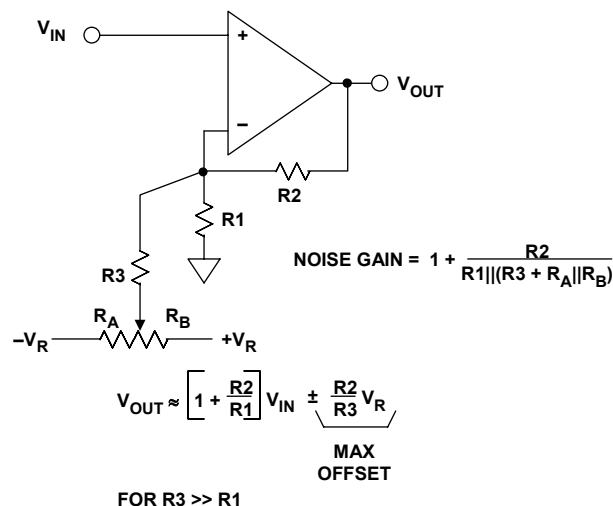 V_IN
+
V_OUT
−
R2
R1
R3
NOISE GAIN = 1 + R2 / R1||(R3 + R_A||R_B)
R_A R_B
−V_R +V_R
V_OUT ≈ [1 + R2/R1] V_IN ± R2/R3 V_R
MAX
OFFSET
FOR R3 >> R1